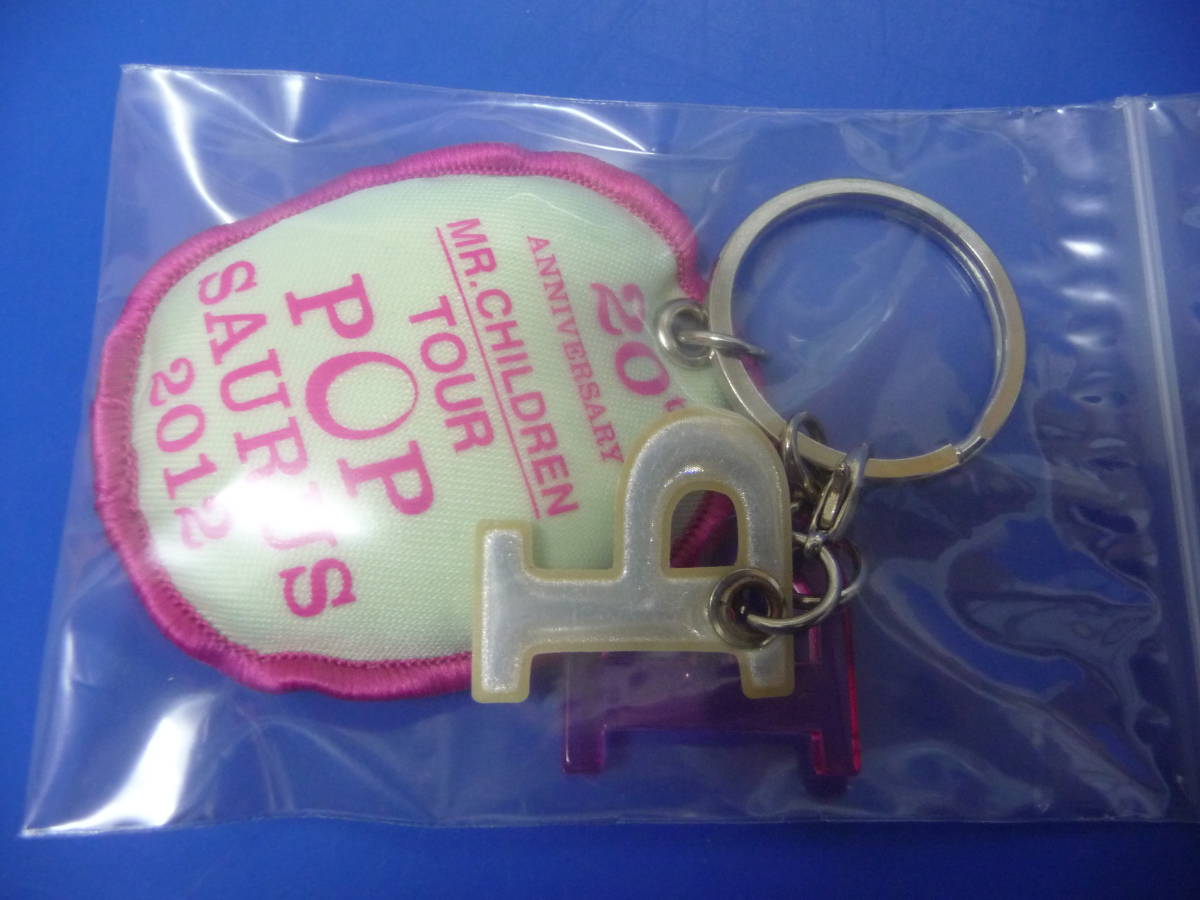 20
ANNIVERSARY
MR.CHILDREN
TOUR
POP
SAURUS
2012
P